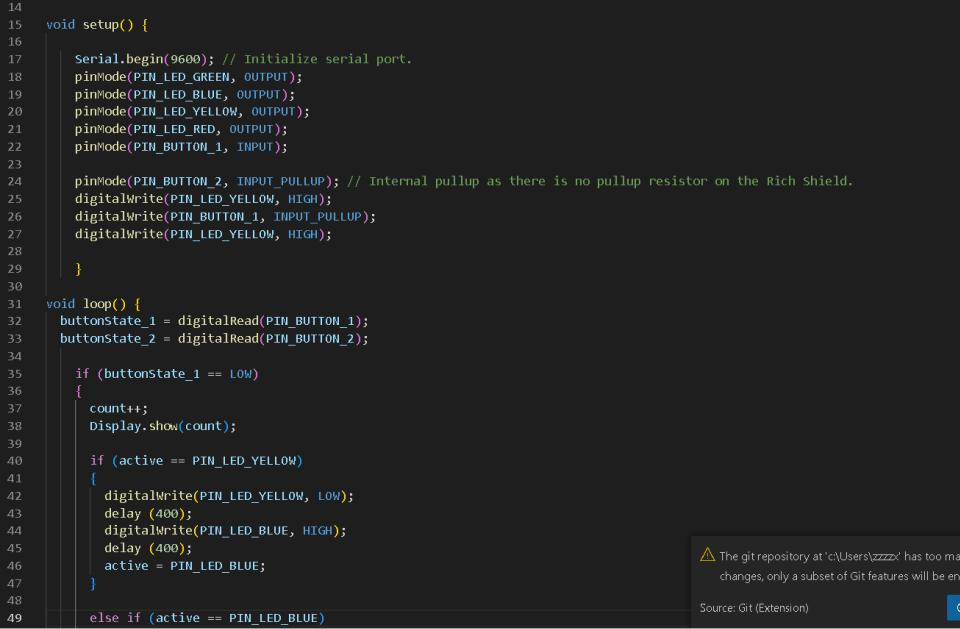 14
15 void setup() {
16
17 Serial.begin(9600); // Initialize serial port.
18 pinMode(PIN_LED_GREEN, OUTPUT);
19 pinMode(PIN_LED_BLUE, OUTPUT);
20 pinMode(PIN_LED_YELLOW, OUTPUT);
21 pinMode(PIN_LED_RED, OUTPUT);
22 pinMode(PIN_BUTTON_1, INPUT);
23
24 pinMode(PIN_BUTTON_2, INPUT_PULLUP); // Internal pullup as there is no pullup resistor on the Rich Shield.
25 digitalWrite(PIN_LED_YELLOW, HIGH);
26 digitalWrite(PIN_BUTTON_1, INPUT_PULLUP);
27 digitalWrite(PIN_LED_YELLOW, HIGH);
28
29 }
30
31 void loop() {
32 buttonState_1 = digitalRead(PIN_BUTTON_1);
33 buttonState_2 = digitalRead(PIN_BUTTON_2);
34
35 if (buttonState_1 == LOW)
36 {
37 count++;
38 Display.show(count);
39
40 if (active == PIN_LED_YELLOW)
41 {
42 digitalWrite(PIN_LED_YELLOW, LOW);
43 delay (400);
44 digitalWrite(PIN_LED_BLUE, HIGH);
45 delay (400);
46 active = PIN_LED_BLUE;
47 }
48
49 else if (active == PIN_LED_BLUE)
The git repository at 'c:\Users\zzzzx' has too ma
changes, only a subset of Git features will be en
Source: Git (Extension)